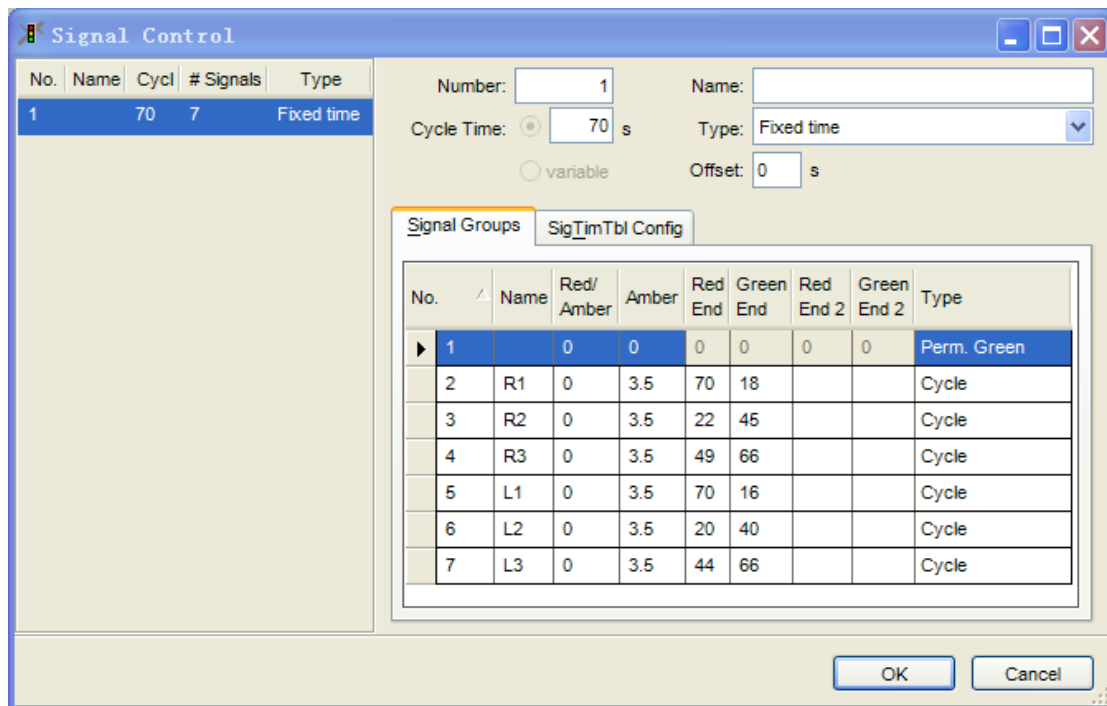 Signal Control
No. Name Cycl # Signals Type
1 70 7 Fixed time
Number: 1 Name:
Cycle Time: 70 s Type: Fixed time
variable Offset: 0 s
Signal Groups SigTimTbl Config
No. Name Red/ Amber Amber Red End Green End Red End 2 Green End 2 Type
1 0 0 0 0 0 0 Perm. Green
2 R1 0 3.5 70 18 Cycle
3 R2 0 3.5 22 45 Cycle
4 R3 0 3.5 49 66 Cycle
5 L1 0 3.5 70 16 Cycle
6 L2 0 3.5 20 40 Cycle
7 L3 0 3.5 44 66 Cycle
OK Cancel